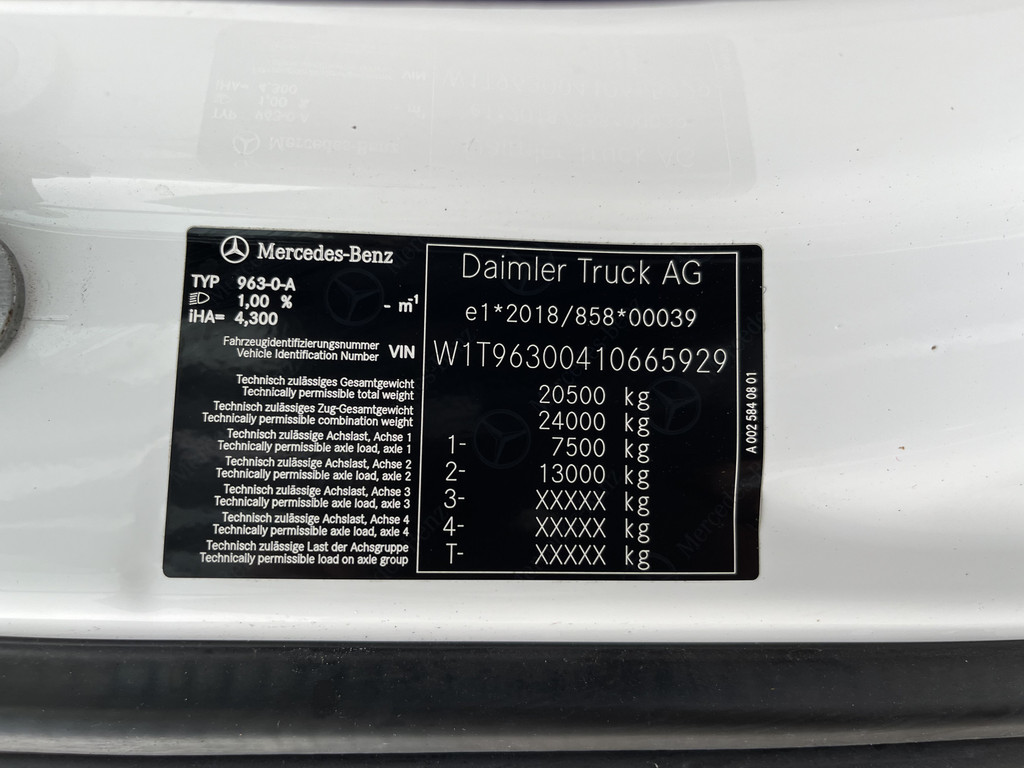 Mercedes-Benz
TYP 963-0-A
1,00 % - m⁻¹
iHA= 4,300
Daimler Truck AG
e1*2018/858*00039
Fahrzeugidentifizierungsnummer
Vehicle Identification Number VIN
W1T96300410665929
Technisch zulässiges Gesamtgewicht
Technically permissible total weight
20500 kg
Technisch zulässiges Zug-Gesamtgewicht
Technically permissible combination weight
24000 kg
Technisch zulässige Achslast, Achse 1
Technically permissible axle load, axle 1
1- 7500 kg
Technisch zulässige Achslast, Achse 2
Technically permissible axle load, axle 2
2- 13000 kg
Technisch zulässige Achslast, Achse 3
Technically permissible axle load, axle 3
3- XXXXX kg
Technisch zulässige Achslast, Achse 4
Technically permissible axle load, axle 4
4- XXXXX kg
Technisch zulässige Last der Achsgruppe
Technically permissible load on axle group
T- XXXXX kg
A 002 584 08 01